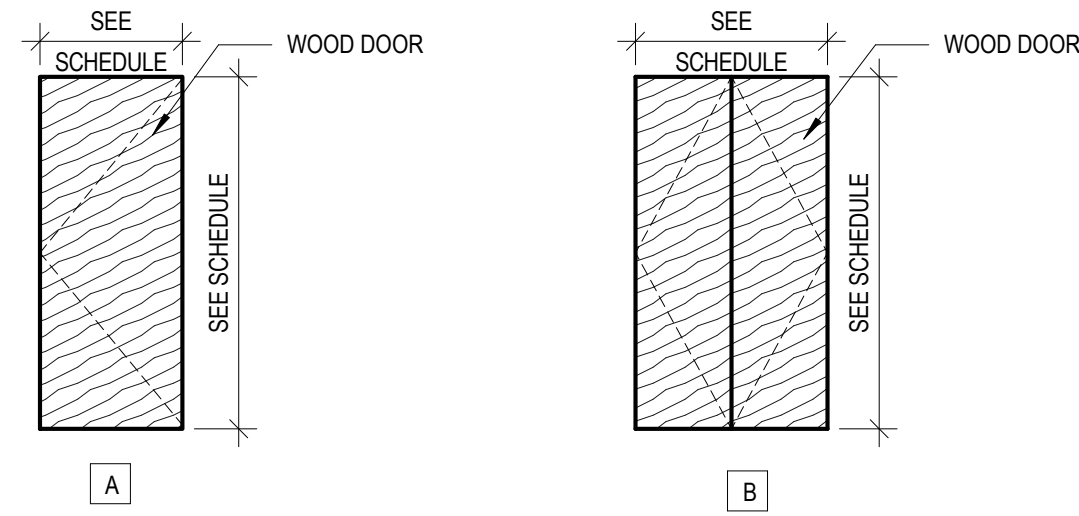 SEE
SCHEDULE
WOOD DOOR
SEE SCHEDULE
A
SEE
SCHEDULE
WOOD DOOR
SEE SCHEDULE
B